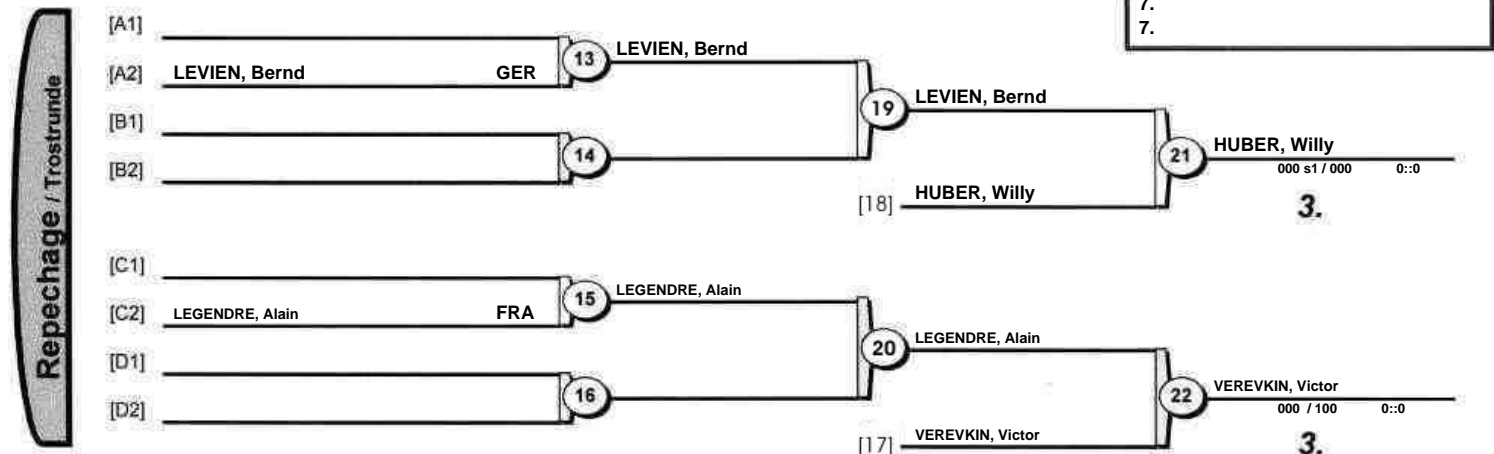 7.
7.
Repechage / Trostrunde
[A1]
[A2] LEVIEN, Bernd GER
13 LEVIEN, Bernd
[B1]
[B2]
14
19 LEVIEN, Bernd
[18] HUBER, Willy
21 HUBER, Willy
000 s1 / 000 0::0
3.
[C1]
[C2] LEGENDRE, Alain FRA
15 LEGENDRE, Alain
[D1]
[D2]
16
20 LEGENDRE, Alain
[17] VEREVKIN, Victor
22 VEREVKIN, Victor
000 / 100 0::0
3.